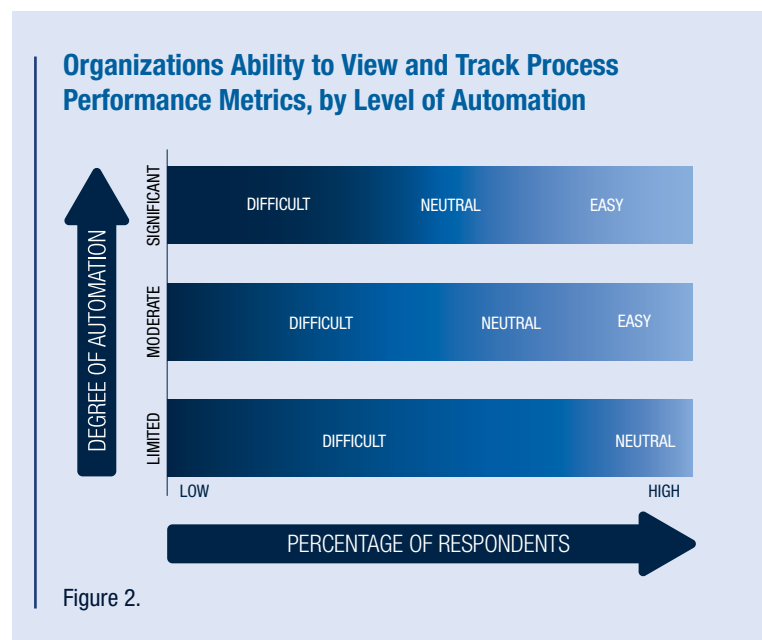 Organizations Ability to View and Track Process
Performance Metrics, by Level of Automation
DEGREE OF AUTOMATION
SIGNIFICANT
DIFFICULT NEUTRAL EASY
MODERATE
DIFFICULT NEUTRAL EASY
LIMITED
DIFFICULT NEUTRAL
LOW HIGH
PERCENTAGE OF RESPONDENTS
Figure 2.